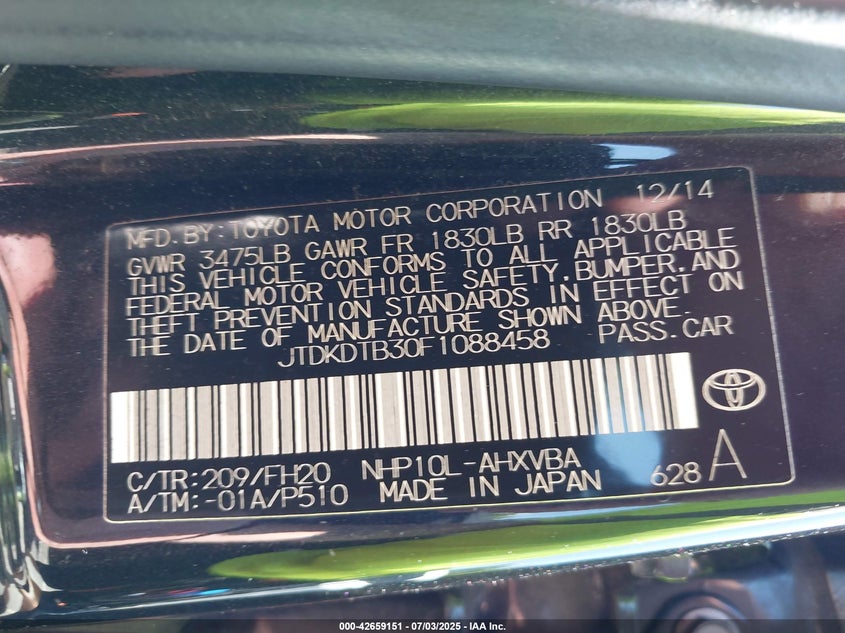 MFD. BY: TOYOTA MOTOR CORPORATION 12/14
GVWR 3475LB GAWR FR 1830LB RR 1830LB
THIS VEHICLE CONFORMS TO ALL APPLICABLE
FEDERAL MOTOR VEHICLE SAFETY, BUMPER, AND
THEFT PREVENTION STANDARDS IN EFFECT ON
THE DATE OF MANUFACTURE SHOWN ABOVE.
JTDKDTB30F1088458 PASS. CAR
C/TR: 209/FH20 NHP10L-AHXVBA
A/TM: -01A/P510 MADE IN JAPAN 628 A
000-42659151 - 07/03/2025 - IAA Inc.